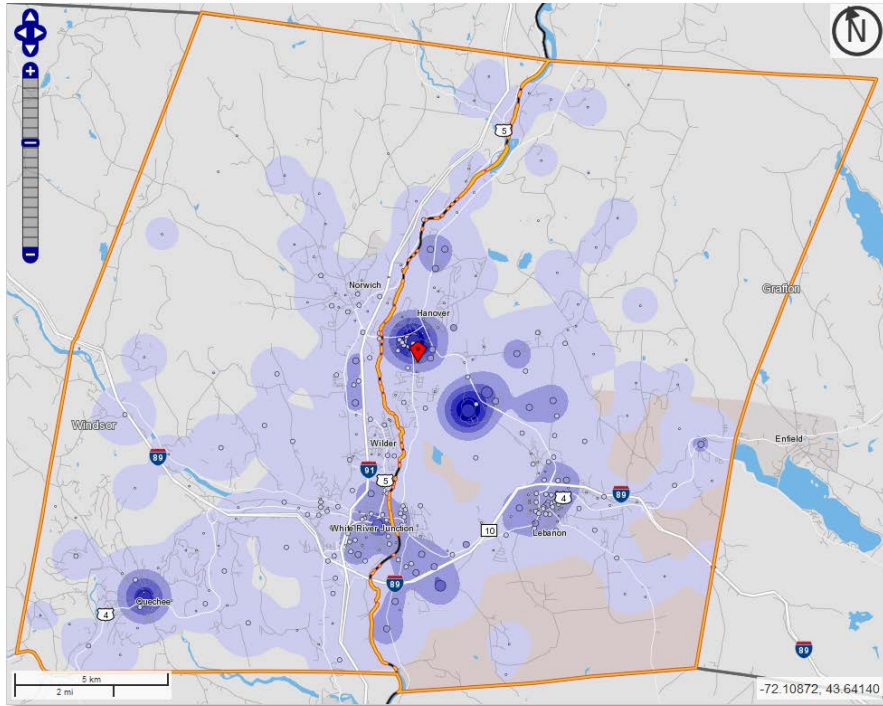 N
5
Norwich
Hanover
Grafton
Windsor
Wilder
Enfield
89
91
5
89
4
10
White River Junction
Lebanon
89
Quechee
4
89
5 km
2 mi
-72.10872, 43.64140